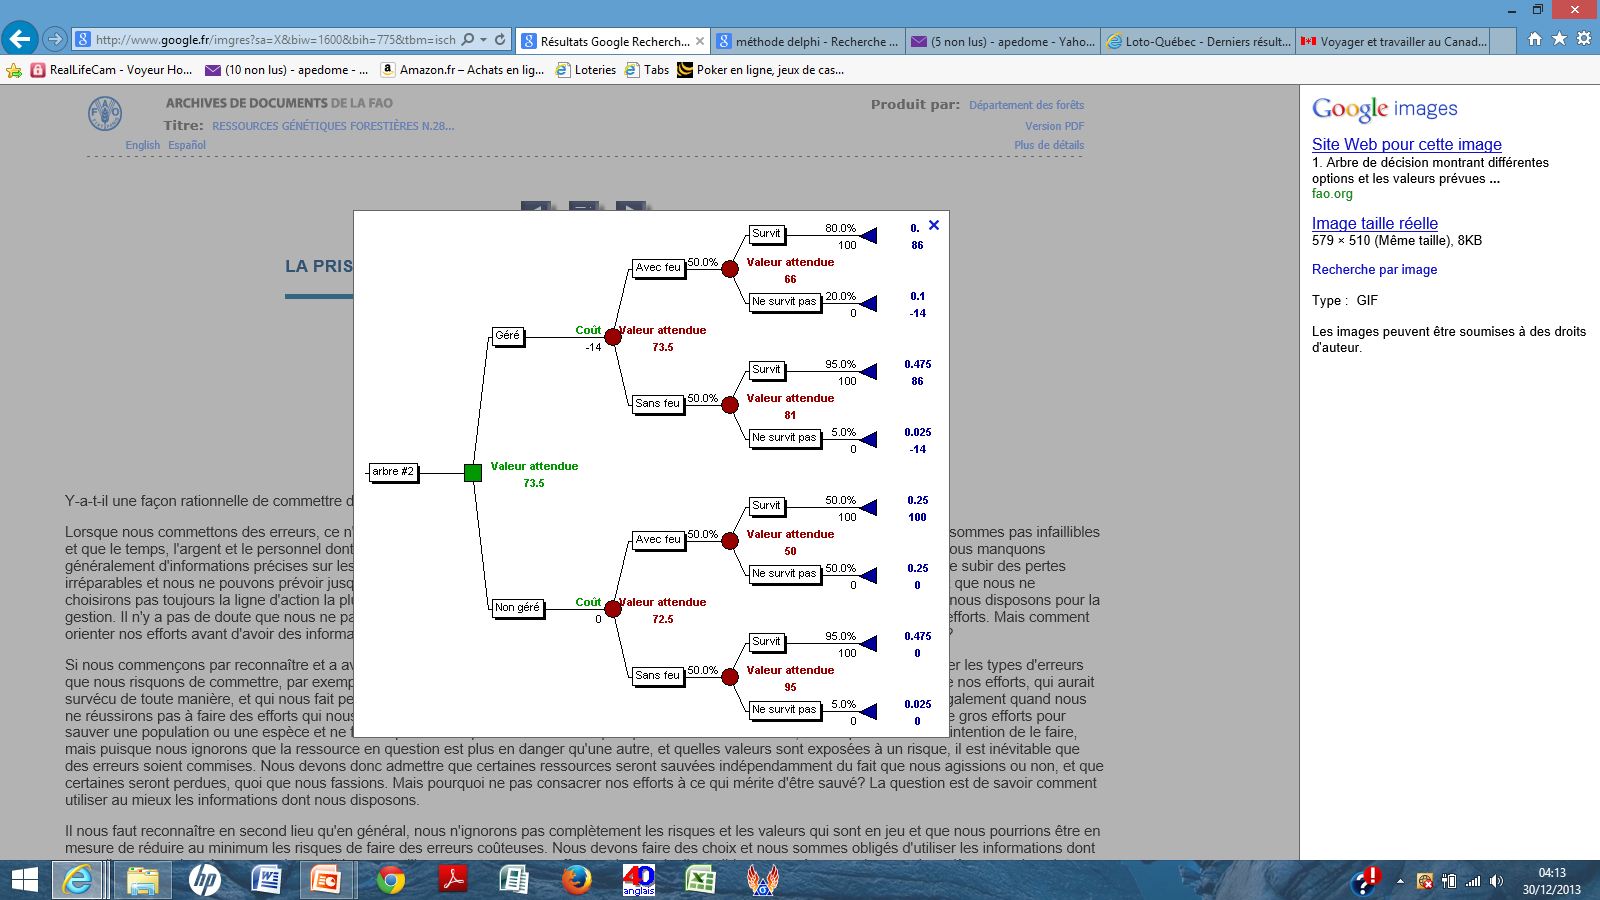 http://www.google.fr/imgres?sa=X&biw=1600&bih=775&tbm=isch
Résultats Google Recherch...
méthode delphi - Recherche ...
(5 non lus) - apedome - Yaho...
Loto-Québec - Derniers résult...
Voyager et travailler au Canad...
RealLifeCam - Voyeur Ho...
(10 non lus) - apedome - ...
Amazon.fr – Achats en lig...
Loteries
Tabs
Poker en ligne, jeux de cas...
ARCHIVES DE DOCUMENTS DE LA FAO
Produit par: Département des forêts
Titre: RESSOURCES GÉNÉTIQUES FORESTIÈRES N.28...
Version PDF
English Español
Plus de détails
LA PRIS
Survit 80.0% 0.
100 86
Avec feu 50.0% Valeur attendue
66
Ne survit pas 20.0% 0.1
0 -14
Géré Coût Valeur attendue
-14 73.5
Survit 95.0% 0.475
100 86
Sans feu 50.0% Valeur attendue
81
Ne survit pas 5.0% 0.025
0 -14
arbre #2 Valeur attendue
73.5
Survit 50.0% 0.25
100 100
Avec feu 50.0% Valeur attendue
50
Ne survit pas 50.0% 0.25
0 0
Non géré Coût Valeur attendue
0 72.5
Survit 95.0% 0.475
100 0
Sans feu 50.0% Valeur attendue
95
Ne survit pas 5.0% 0.025
0 0
Y-a-t-il une façon rationnelle de commettre d
Lorsque nous commettons des erreurs, ce n' sommes pas infaillibles
et que le temps, l'argent et le personnel dont ous manquons
généralement d'informations précises sur les e subir des pertes
irréparables et nous ne pouvons prévoir jusq que nous ne
choisirons pas toujours la ligne d'action la plu nous disposons pour la
gestion. Il n'y a pas de doute que nous ne pa efforts. Mais comment
orienter nos efforts avant d'avoir des informa ?
Si nous commençons par reconnaître et a av er les types d'erreurs
que nous risquons de commettre, par exemp e nos efforts, qui aurait
survécu de toute manière, et qui nous fait pe galement quand nous
ne réussirons pas à faire des efforts qui nous e gros efforts pour
sauver une population ou une espèce et ne intention de le faire,
mais puisque nous ignorons que la ressource en question est plus en danger qu'une autre, et quelles valeurs sont exposées à un risque, il est inévitable que
des erreurs soient commises. Nous devons donc admettre que certaines ressources seront sauvées indépendamment du fait que nous agissions ou non, et que
certaines seront perdues, quoi que nous fassions. Mais pourquoi ne pas consacrer nos efforts à ce qui mérite d'être sauvé? La question est de savoir comment
utiliser au mieux les informations dont nous disposons.
Il nous faut reconnaître en second lieu qu'en général, nous n'ignorons pas complètement les risques et les valeurs qui sont en jeu et que nous pourrions être en
mesure de réduire au minimum les risques de faire des erreurs coûteuses. Nous devons faire des choix et nous sommes obligés d'utiliser les informations dont
Google images
Site Web pour cette image
1. Arbre de décision montrant différentes
options et les valeurs prévues ...
fao.org
Image taille réelle
579 × 510 (Même taille), 8KB
Recherche par image
Type : GIF
Les images peuvent être soumises à des droits
d'auteur.
40
anglais
04:13
30/12/2013